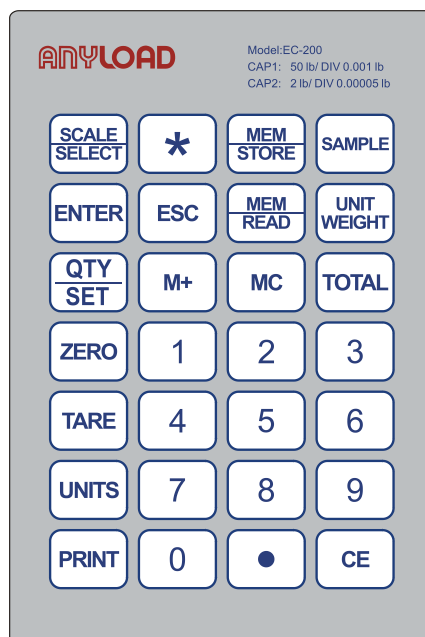 ANYLOAD
Model:EC-200
CAP1: 50 lb/ DIV 0.001 lb
CAP2: 2 lb/ DIV 0.00005 lb
SCALE
SELECT
*
MEM
STORE
SAMPLE
ENTER
ESC
MEM
READ
UNIT
WEIGHT
QTY
SET
M+
MC
TOTAL
ZERO
1
2
3
TARE
4
5
6
UNITS
7
8
9
PRINT
0
•
CE